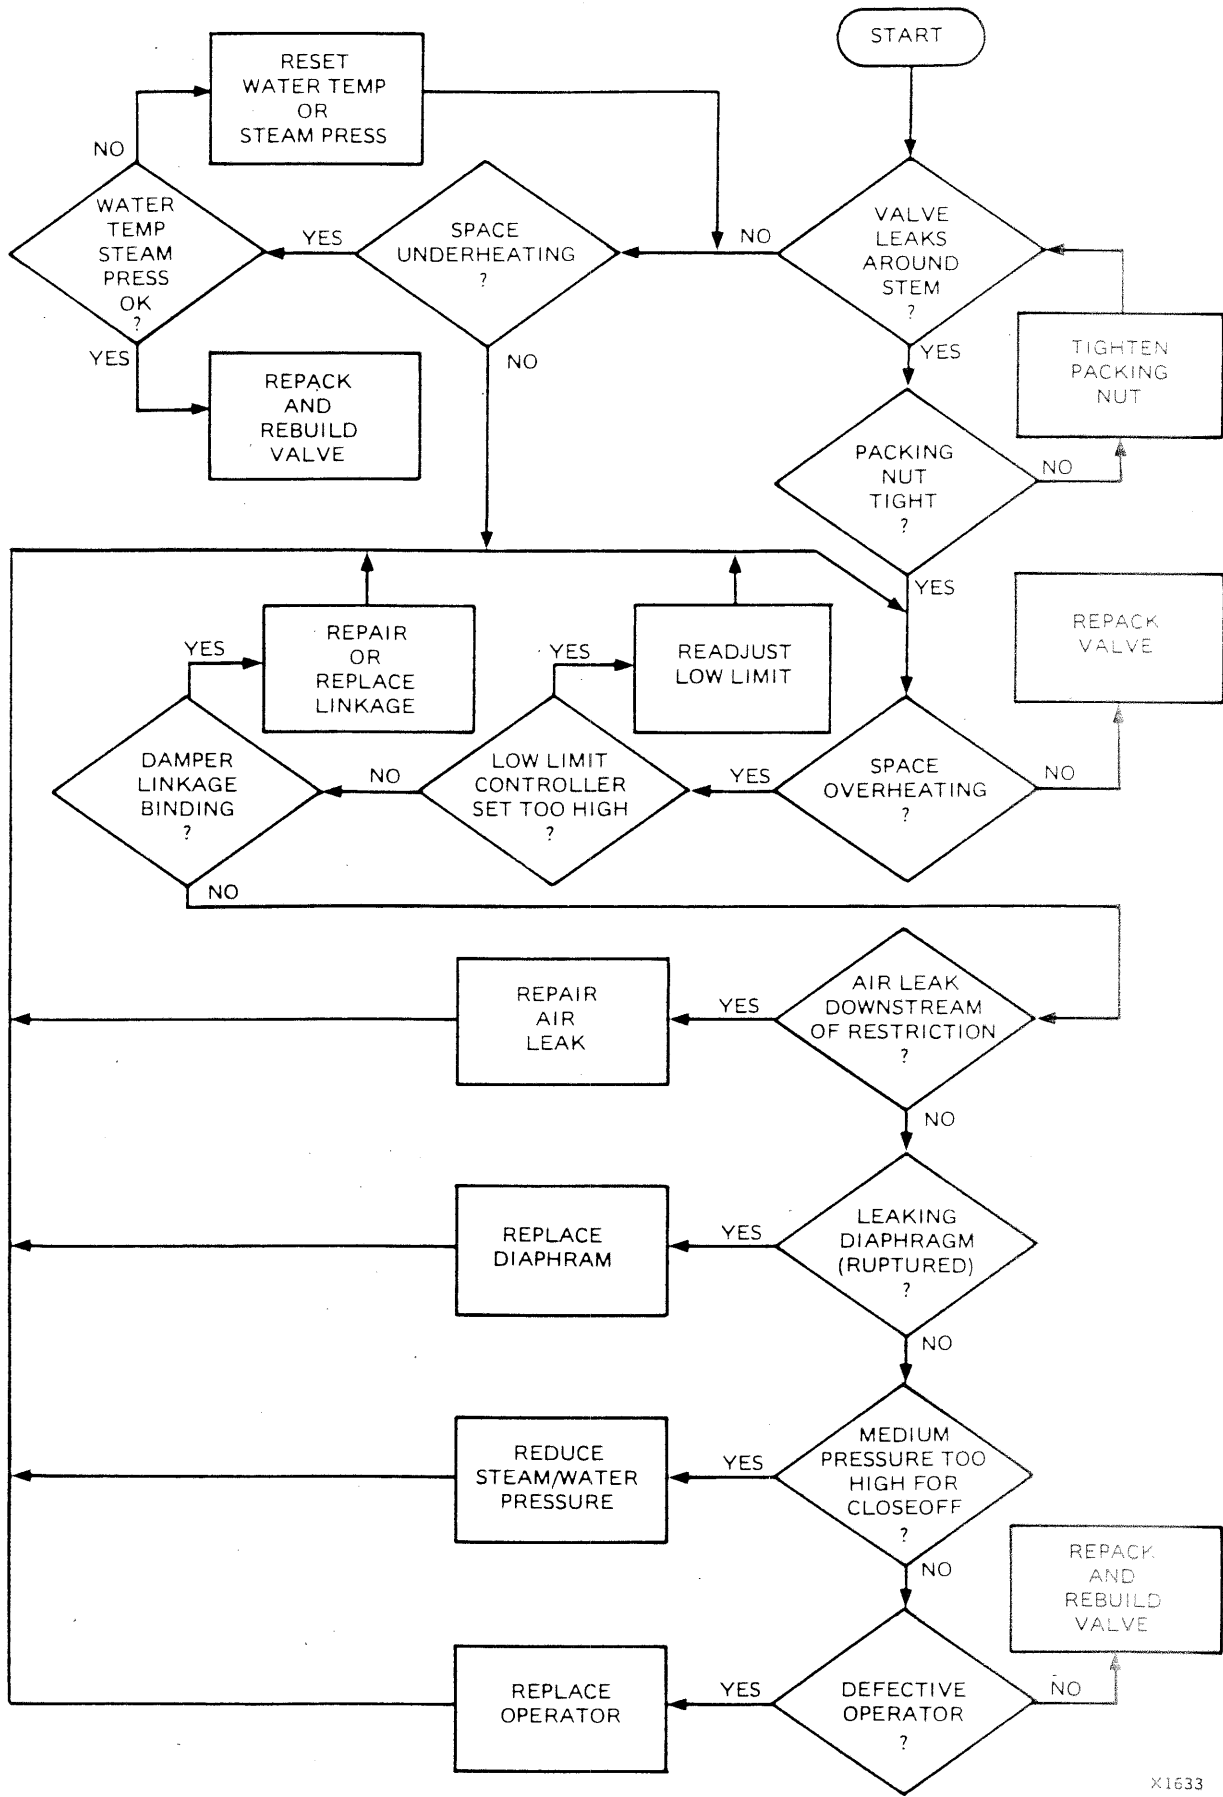 START
RESET
WATER TEMP
OR
STEAM PRESS
NO
WATER
TEMP
STEAM
PRESS
OK
?
YES
SPACE
UNDERHEATING
?
NO
VALVE
LEAKS
AROUND
STEM
?
YES
REPACK
AND
REBUILD
VALVE
NO
YES
TIGHTEN
PACKING
NUT
PACKING
NUT
TIGHT
?
NO
YES
REPACK
VALVE
YES
REPAIR
OR
REPLACE
LINKAGE
YES
READJUST
LOW LIMIT
DAMPER
LINKAGE
BINDING
?
NO
LOW LIMIT
CONTROLLER
SET TOO HIGH
?
YES
SPACE
OVERHEATING
?
NO
NO
REPAIR
AIR
LEAK
YES
AIR LEAK
DOWNSTREAM
OF RESTRICTION
?
NO
REPLACE
DIAPHRAM
YES
LEAKING
DIAPHRAGM
(RUPTURED)
?
NO
REDUCE
STEAM/WATER
PRESSURE
YES
MEDIUM
PRESSURE TOO
HIGH FOR
CLOSEOFF
?
NO
REPACK
AND
REBUILD
VALVE
REPLACE
OPERATOR
YES
DEFECTIVE
OPERATOR
?
NO
X1633